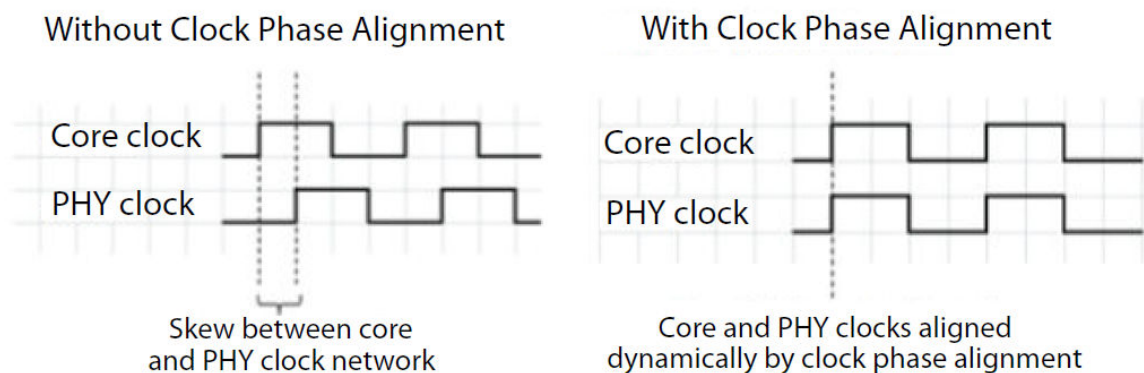 Without Clock Phase Alignment
Core clock
PHY clock
Skew between core
and PHY clock network
With Clock Phase Alignment
Core clock
PHY clock
Core and PHY clocks aligned
dynamically by clock phase alignment